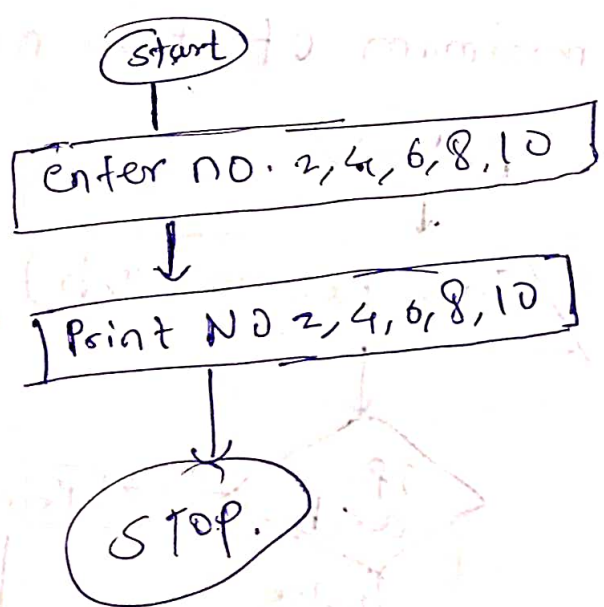 Start
enter no. 2, 4, 6, 8, 10
Print NO 2, 4, 6, 8, 10
STOP.